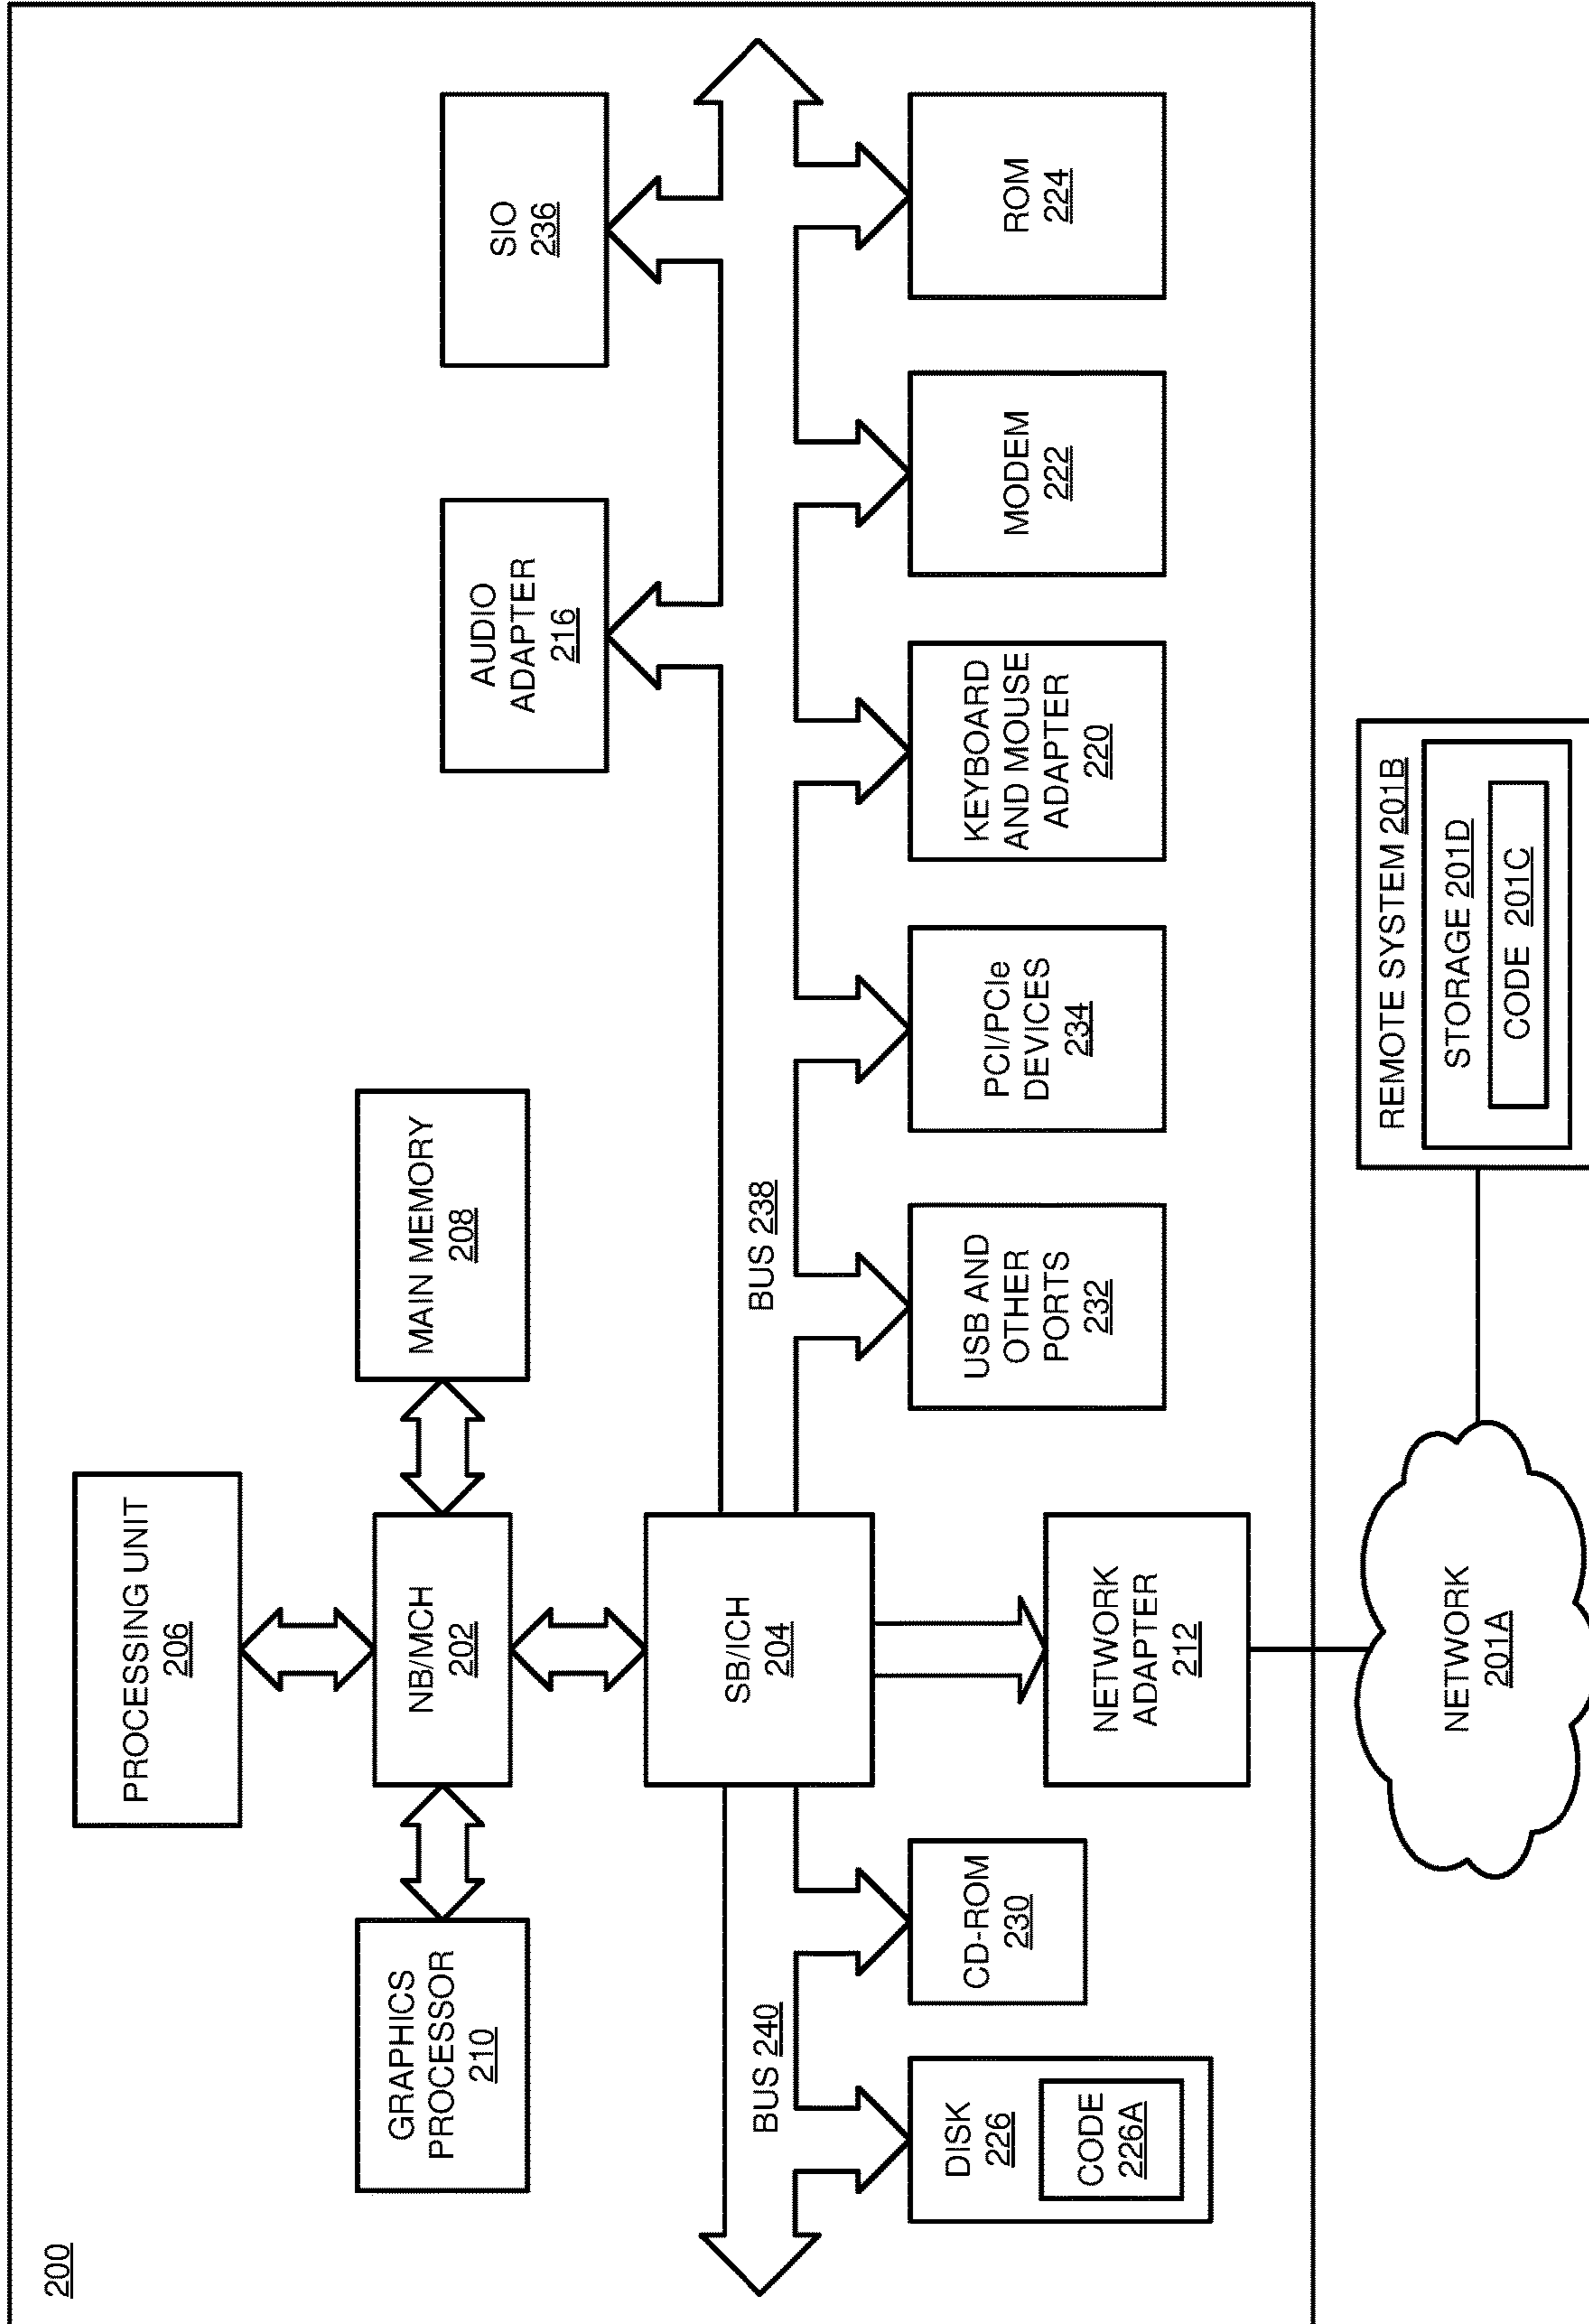 200
PROCESSING UNIT
206
GRAPHICS
PROCESSOR
210
NB/MCH
202
MAIN MEMORY
208
AUDIO
ADAPTER
216
SIO
236
SB/ICH
204
BUS 240
BUS 238
DISK
226
CODE
226A
CD-ROM
230
USB AND
OTHER
PORTS
232
PCI/PCIe
DEVICES
234
KEYBOARD
AND MOUSE
ADAPTER
220
MODEM
222
ROM
224
NETWORK
ADAPTER
212
NETWORK
201A
REMOTE SYSTEM 201B
STORAGE 201D
CODE 201C